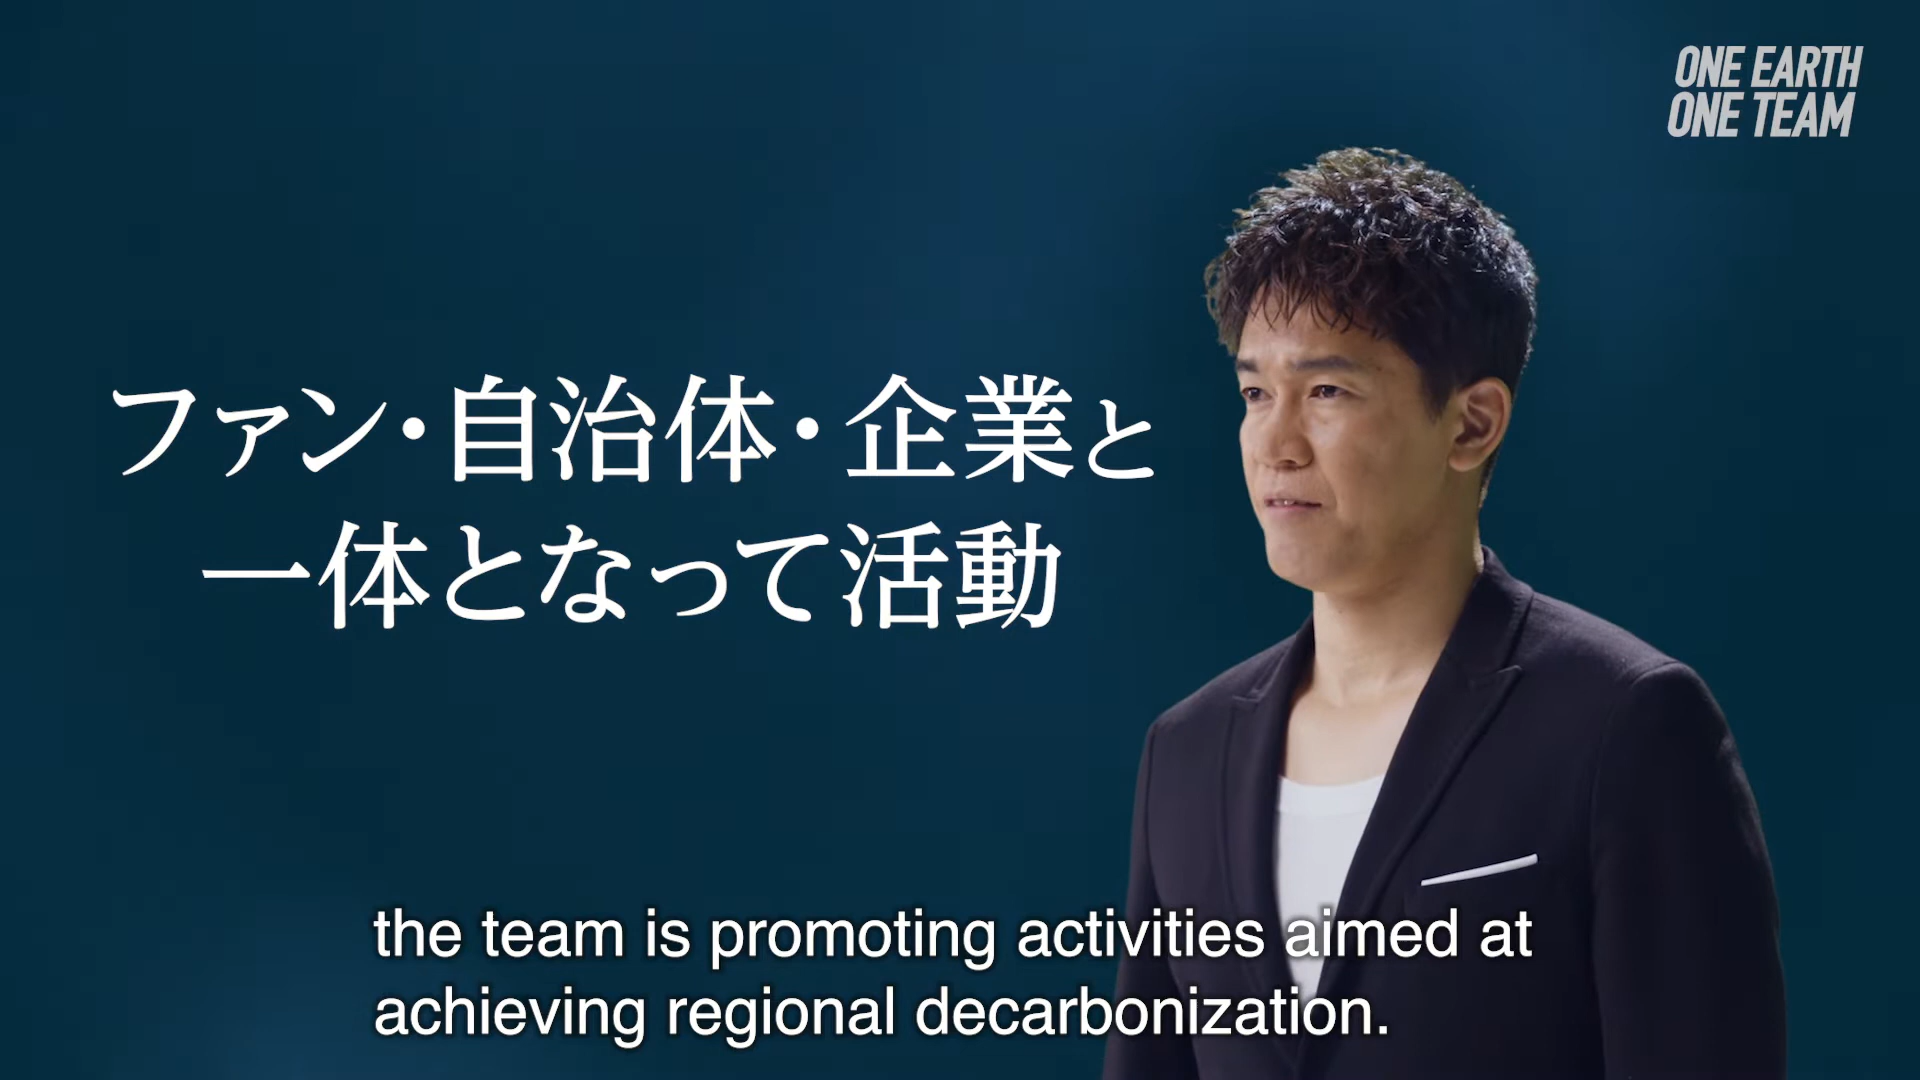 ONE EARTH
ONE TEAM
ファン・自治体・企業と
一体となって活動
the team is promoting activities aimed at
achieving regional decarbonization.